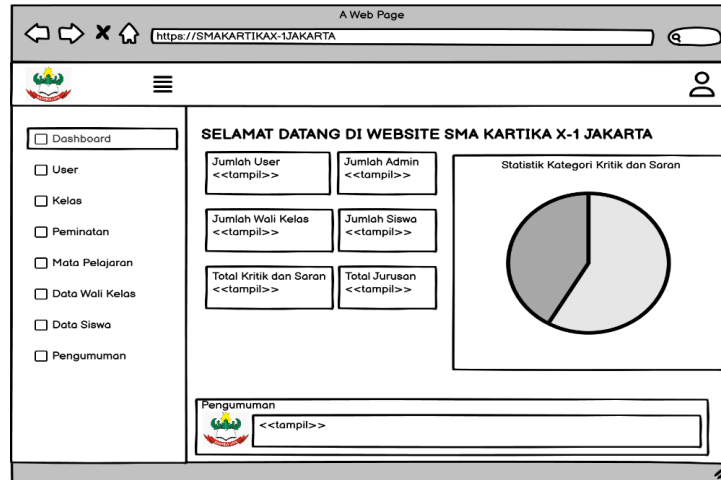 A Web Page
https://SMAKARTIKAX-1JAKARTA
Dashboard
User
Kelas
Peminatan
Mata Pelajaran
Data Wali Kelas
Data Siswa
Pengumuman
SELAMAT DATANG DI WEBSITE SMA KARTIKA X-1 JAKARTA
Jumlah User
<<tampil>>
Jumlah Admin
<<tampil>>
Jumlah Wali Kelas
<<tampil>>
Jumlah Siswa
<<tampil>>
Total Kritik dan Saran
<<tampil>>
Total Jurusan
<<tampil>>
Statistik Kategori Kritik dan Saran
Pengumuman
<<tampil>>